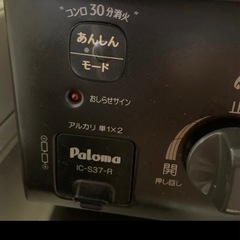 コンロ30分消火
あんしん
モード
おしらせサイン
アルカリ 単1×2
Paloma
IC-S37-R
開
押し回し
止